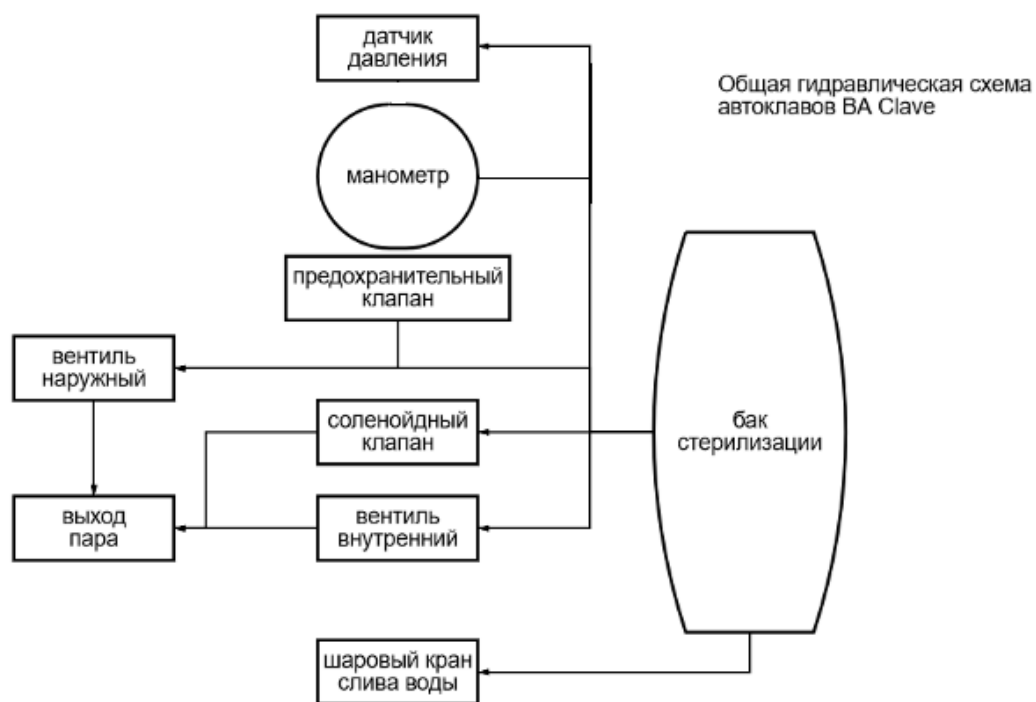 датчик
давления
Общая гидравлическая схема
автоклавов BA Clave
манометр
предохранительный
клапан
вентиль
наружный
соленойдный
клапан
бак
стерилизации
выход
пара
вентиль
внутренний
шаровый кран
слива воды